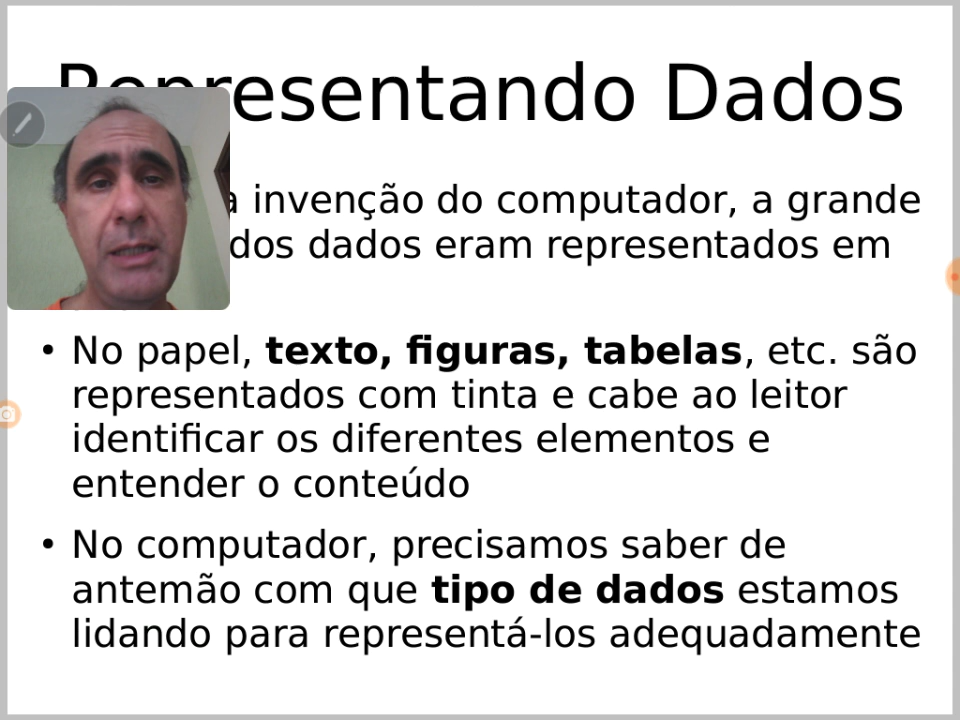 Representando Dados
a invenção do computador, a grande
dos dados eram representados em
• No papel, texto, figuras, tabelas, etc. são
representados com tinta e cabe ao leitor
identificar os diferentes elementos e
entender o conteúdo
• No computador, precisamos saber de
antemão com que tipo de dados estamos
lidando para representá-los adequadamente